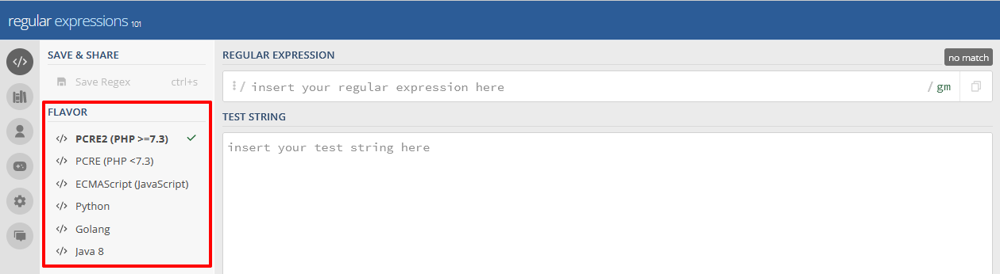 regular expressions 101
SAVE & SHARE
Save Regex ctrl+s
FLAVOR
</> PCRE2 (PHP >=7.3)
</> PCRE (PHP <7.3)
</> ECMAScript (JavaScript)
</> Python
</> Golang
</> Java 8
REGULAR EXPRESSION
no match
/ insert your regular expression here / gm
TEST STRING
insert your test string here